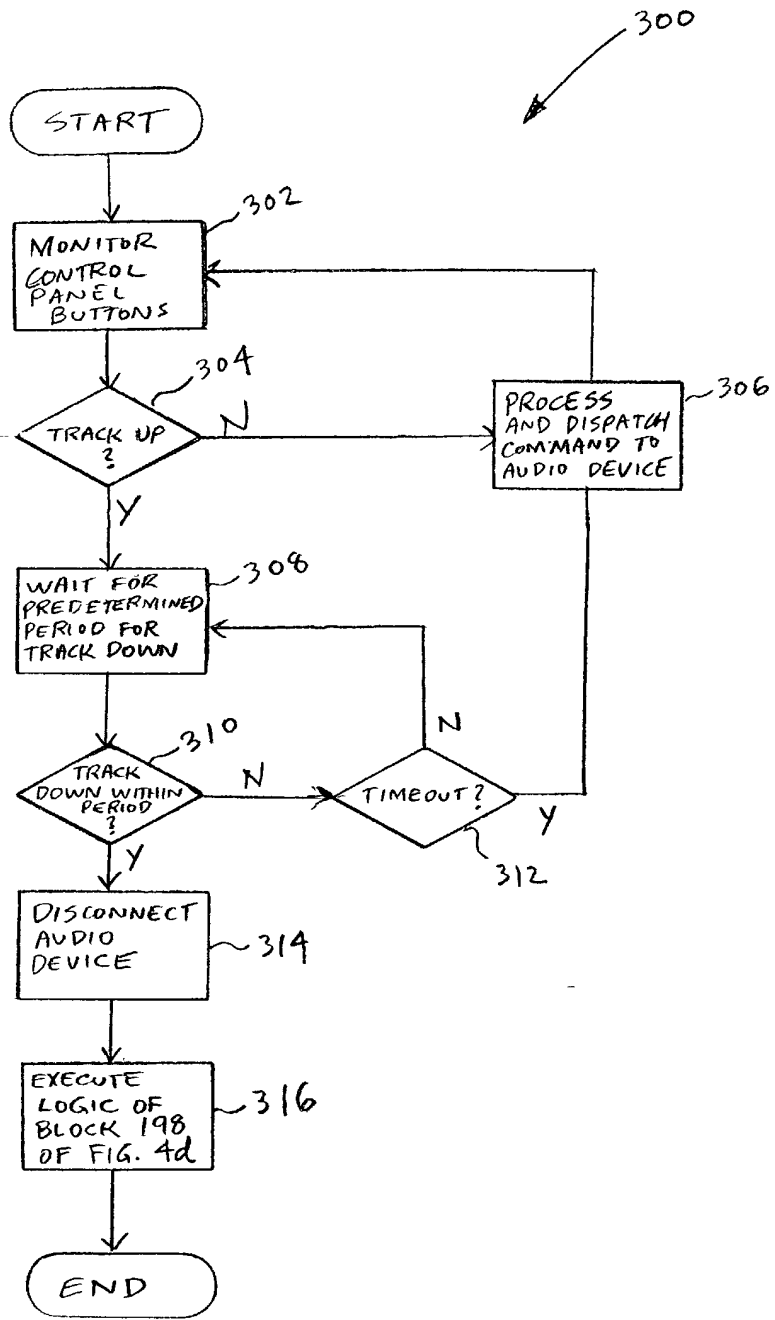 300
START
302
MONITOR
CONTROL
PANEL
BUTTONS
304
TRACK UP
?
N
Y
306
PROCESS
AND DISPATCH
COMMAND TO
AUDIO DEVICE
308
WAIT FOR
PREDETERMINED
PERIOD FOR
TRACK DOWN
310
TRACK
DOWN WITHIN
PERIOD
?
N
Y
TIMEOUT?
N
Y
312
DISCONNECT
AUDIO
DEVICE
314
EXECUTE
LOGIC OF
BLOCK 198
OF FIG. 4d
316
END